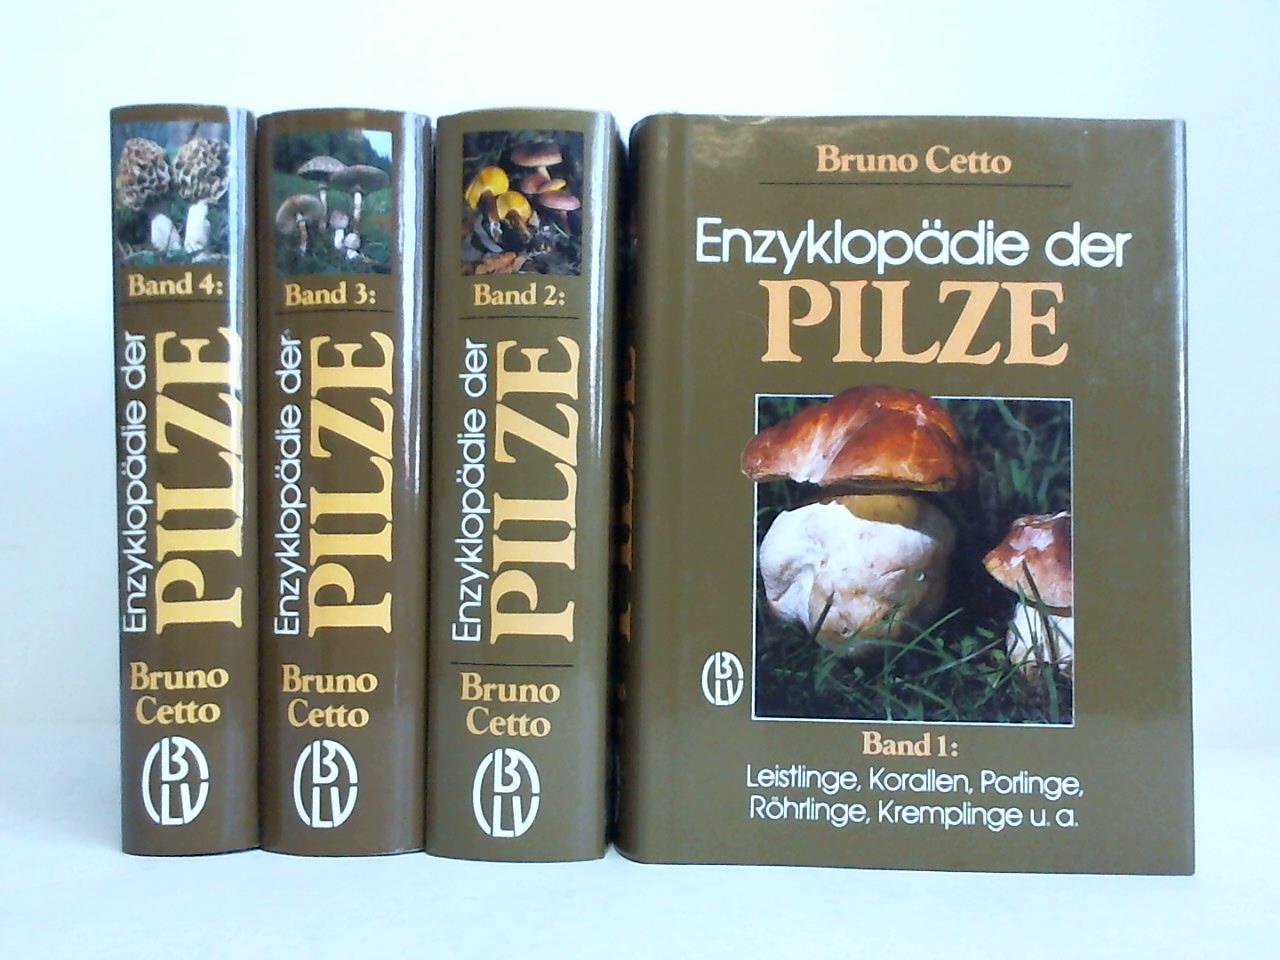 Band 4:
Enzyklopädie der
PILZE
Bruno
Cetto
BLV
Band 3:
Enzyklopädie der
PILZE
Bruno
Cetto
BLV
Band 2:
Enzyklopädie der
PILZE
Bruno
Cetto
BLV
Bruno Cetto
Enzyklopädie der
PILZE
BLV
Band 1:
Leistlinge, Korallen, Porlinge,
Röhrlinge, Kremplinge u. a.